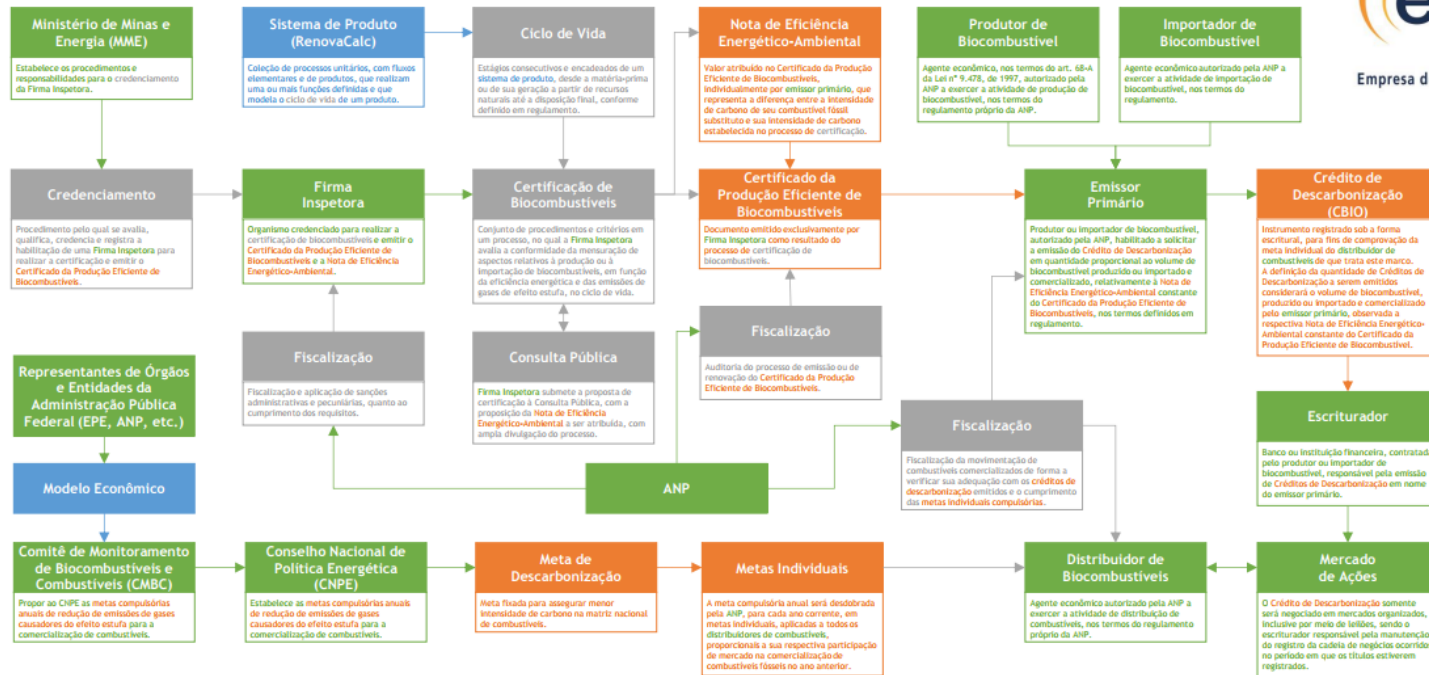 Ministério de Minas e
Energia (MME)
Estabelece os procedimentos e
responsabilidades para o credenciamento
da Firma Inspetora.
Sistema de Produto
(RenovaCalc)
Coleção de processos unitários, com fluxos
elementares e de produtos, que realizam
uma ou mais funções definidas e que
modela o ciclo de vida de um produto.
Ciclo de Vida
Estágios consecutivos e encadeados de um
sistema de produto, desde a matéria-prima
ou de sua geração a partir de recursos
naturais até a disposição final, conforme
definido em regulamento.
Nota de Eficiência
Energético-Ambiental
Valor atribuído no Certificado da Produção
Eficiente de Biocombustíveis,
individualmente por emissor primário, que
representa a diferença entre a intensidade
de carbono de seu combustível fóssil
substituto e sua intensidade de carbono
estabelecida no processo de certificação.
Produtor de
Biocombustível
Agente econômico, nos termos do art. 68-A
da Lei nº 9.478, de 1997, autorizado pela
ANP a exercer a atividade de produção de
biocombustível, nos termos do
regulamento próprio da ANP.
Importador de
Biocombustível
Agente econômico autorizado pela ANP a
exercer a atividade de importação de
biocombustível, nos termos do
regulamento.
e
Empresa d
Credenciamento
Procedimento pelo qual se avalia,
qualifica, credencia e registra a
habilitação de uma Firma Inspetora para
realizar a certificação e emitir o
Certificado da Produção Eficiente de
Biocombustíveis.
Firma
Inspetora
Organismo credenciado para realizar a
certificação de biocombustíveis e emitir o
Certificado da Produção Eficiente de
Biocombustíveis e a Nota de Eficiência
Energético-Ambiental.
Certificação de
Biocombustíveis
Conjunto de procedimentos e critérios em
um processo, no qual a Firma Inspetora
avalia a conformidade da mensuração de
aspectos relativos à produção ou à
importação de biocombustíveis, em função
da eficiência energética e das emissões de
gases de efeito estufa, no ciclo de vida.
Certificado da
Produção Eficiente de
Biocombustíveis
Documento emitido exclusivamente por
Firma Inspetora como resultado do
processo de certificação de
biocombustíveis.
Emissor
Primário
Produtor ou importador de biocombustível,
autorizado pela ANP, habilitado a solicitar
a emissão do Crédito de Descarbonização
em quantidade proporcional ao volume de
biocombustível produzido ou importado e
comercializado, relativamente à Nota de
Eficiência Energético-Ambiental constante
do Certificado da Produção Eficiente de
Biocombustíveis, nos termos definidos em
regulamento.
Crédito de
Descarbonização
(CBIO)
Instrumento registrado sob a forma
escritural, para fins de comprovação da
meta individual do distribuidor de
combustíveis de que trata este marco.
A definição da quantidade de Créditos de
Descarbonização a serem emitidos
considerará o volume de biocombustível,
produzido ou importado e comercializado
pelo emissor primário, observada a
respectiva Nota de Eficiência Energético-
Ambiental constante do Certificado da
Produção Eficiente de Biocombustível.
Representantes de Órgãos
e Entidades da
Administração Pública
Federal (EPE, ANP, etc.)
Fiscalização
Fiscalização e aplicação de sanções
administrativas e pecuniárias, quanto ao
cumprimento dos requisitos.
Consulta Pública
Firma Inspetora submete a proposta de
certificação à Consulta Pública, com a
proposição da Nota de Eficiência
Energético-Ambiental a ser atribuída, com
ampla divulgação do processo.
Fiscalização
Auditoria do processo de emissão ou de
renovação do Certificado da Produção
Eficiente de Biocombustíveis.
Fiscalização
Fiscalização da movimentação de
combustíveis comercializados de forma a
verificar sua adequação com os créditos de
descarbonização emitidos e o cumprimento
das metas individuais compulsórias.
Escriturador
Banco ou instituição financeira, contratada
pelo produtor ou importador de
biocombustível, responsável pela emissão
de Créditos de Descarbonização em nome
do emissor primário.
Modelo Econômico
ANP
Comitê de Monitoramento
de Biocombustíveis e
Combustíveis (CMBC)
Propor ao CNPE as metas compulsórias
anuais de redução de emissões de gases
causadores do efeito estufa para a
comercialização de combustíveis.
Conselho Nacional de
Política Energética
(CNPE)
Estabelece as metas compulsórias anuais
de redução de emissões de gases
causadores do efeito estufa para a
comercialização de combustíveis.
Meta de
Descarbonização
Meta fixada para assegurar menor
intensidade de carbono na matriz nacional
de combustíveis.
Metas Individuais
A meta compulsória anual será desdobrada
pela ANP, para cada ano corrente, em
metas individuais, aplicadas a todos os
distribuidores de combustíveis,
proporcionais a sua respectiva participação
de mercado na comercialização de
combustíveis fósseis no ano anterior.
Distribuidor de
Biocombustíveis
Agente econômico autorizado pela ANP a
exercer a atividade de distribuição de
combustíveis, nos termos do regulamento
próprio da ANP.
Mercado
de Ações
O Crédito de Descarbonização somente
será negociado em mercados organizados,
inclusive por meio de leilões, sendo o
escriturador responsável pela manutenção
do registro da cadeia de negócios ocorridos
no período em que os títulos estiverem
registrados.